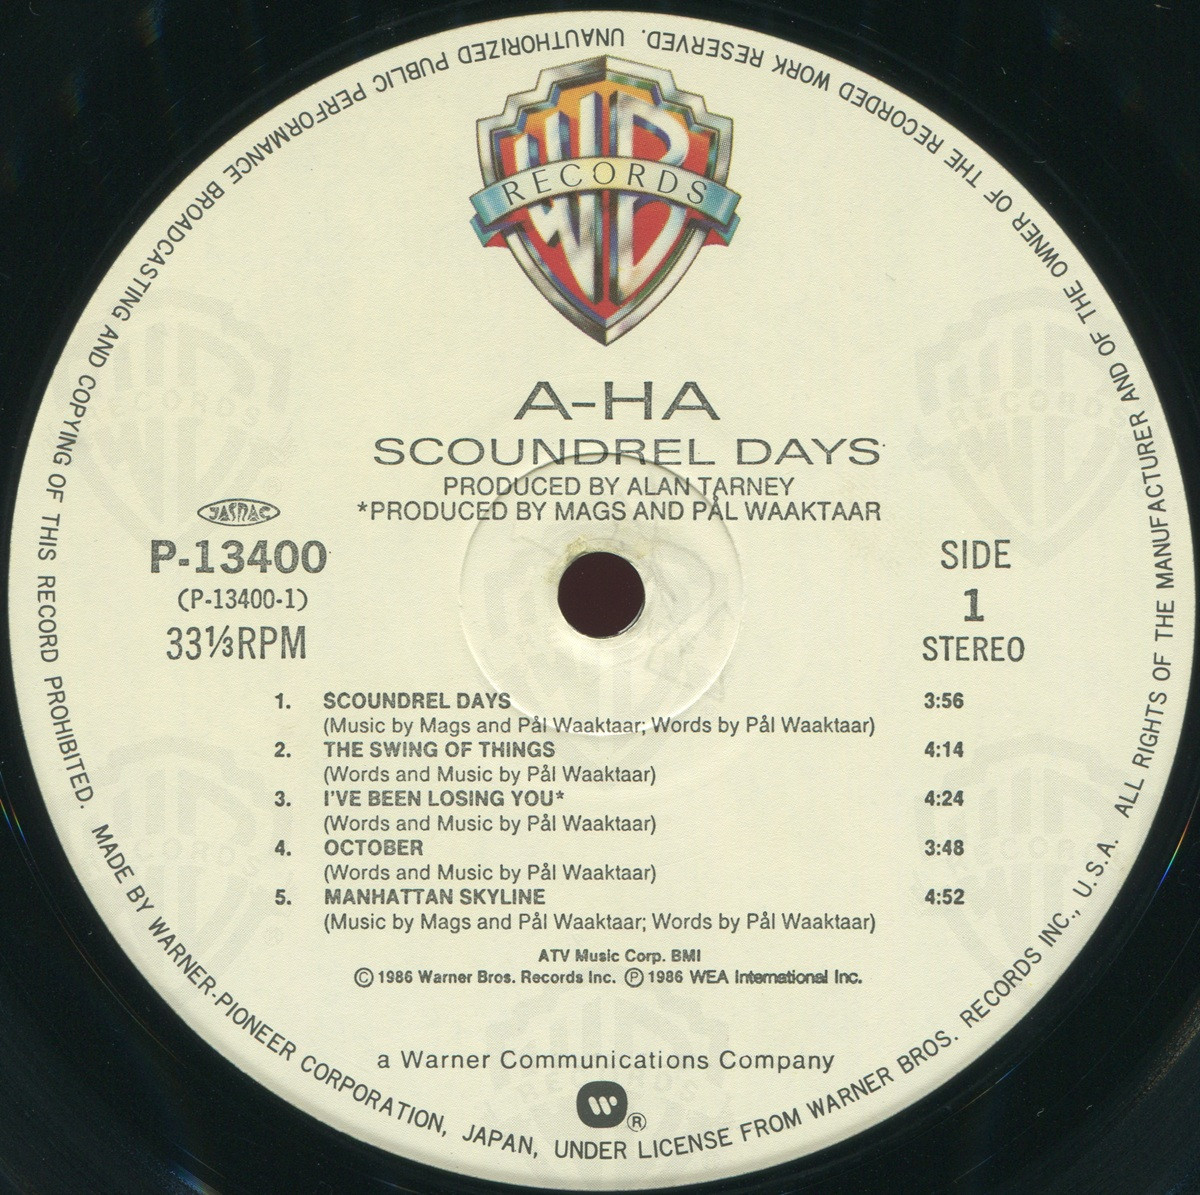 RECORDS
A-HA
SCOUNDREL DAYS
PRODUCED BY ALAN TARNEY
*PRODUCED BY MAGS AND PÅL WAAKTAAR
JASRAC
P-13400
(P-13400-1)
33⅓RPM
SIDE
1
STEREO
1. SCOUNDREL DAYS 3:56
(Music by Mags and Pål Waaktaar; Words by Pål Waaktaar)
2. THE SWING OF THINGS 4:14
(Words and Music by Pål Waaktaar)
3. I'VE BEEN LOSING YOU* 4:24
(Words and Music by Pål Waaktaar)
4. OCTOBER 3:48
(Words and Music by Pål Waaktaar)
5. MANHATTAN SKYLINE 4:52
(Music by Mags and Pål Waaktaar; Words by Pål Waaktaar)
ATV Music Corp. BMI
Ⓒ 1986 Warner Bros. Records Inc. Ⓟ 1986 WEA International Inc.
a Warner Communications Company
®
MADE BY WARNER-PIONEER CORPORATION, JAPAN, UNDER LICENSE FROM WARNER BROS. RECORDS INC., U.S.A. ALL RIGHTS OF THE MANUFACTURER AND OF THE OWNER OF THE RECORDED WORK RESERVED. UNAUTHORIZED PUBLIC PERFORMANCE BROADCASTING AND COPYING OF THIS RECORD PROHIBITED.